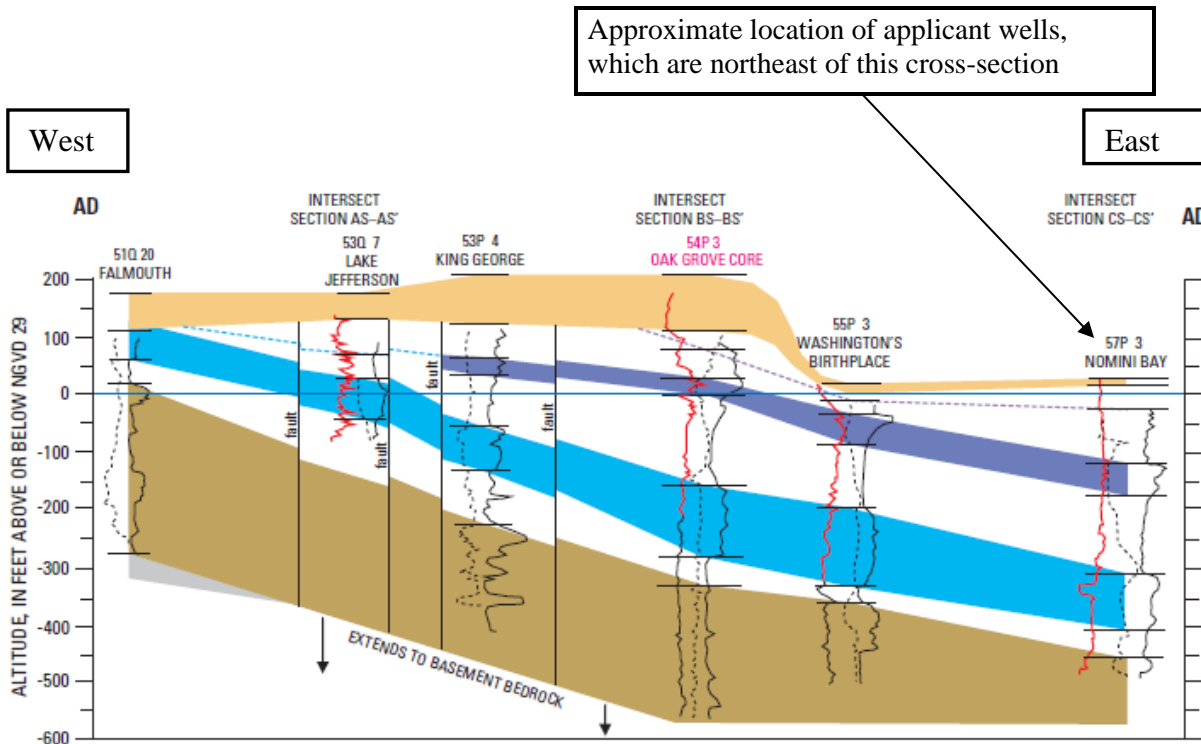 Approximate location of applicant wells,
which are northeast of this cross-section
West
East
AD
INTERSECT
SECTION AS–AS'
INTERSECT
SECTION BS–BS'
INTERSECT
SECTION CS–CS'
AD
51Q 20
FALMOUTH
53Q 7
LAKE
JEFFERSON
53P 4
KING GEORGE
54P 3
OAK GROVE CORE
55P 3
WASHINGTON'S
BIRTHPLACE
57P 3
NOMINI BAY
ALTITUDE, IN FEET ABOVE OR BELOW NGVD 29
200
100
0
-100
-200
-300
-400
-500
-600
fault
fault
fault
fault
EXTENDS TO BASEMENT BEDROCK